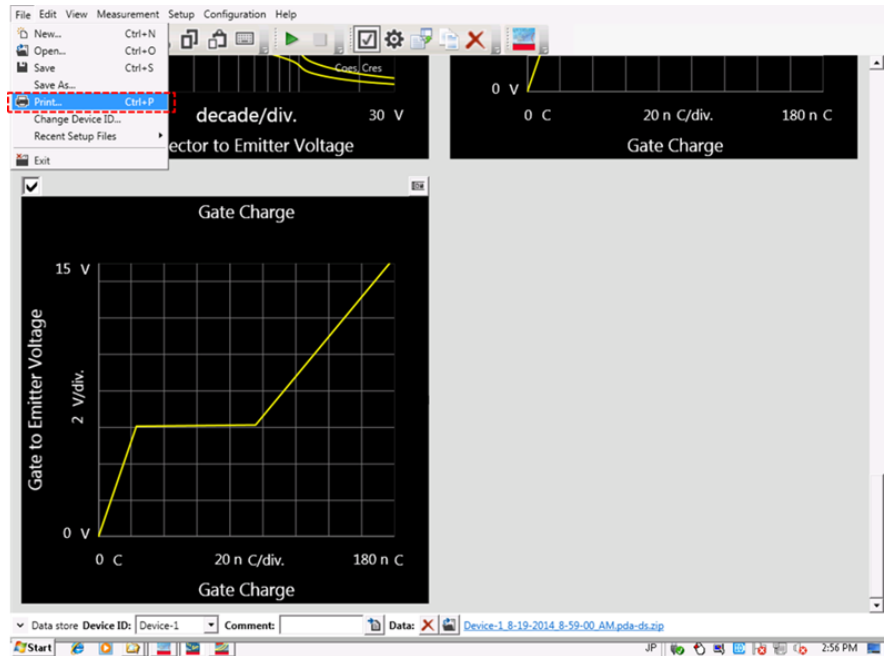 File Edit View Measurement Setup Configuration Help
New... Ctrl+N
Open... Ctrl+O
Save Ctrl+S
Save As...
Print... Ctrl+P
Change Device ID...
Recent Setup Files
Exit
Coes, Cres
decade/div. 30 V
ector to Emitter Voltage
0 V
0 C 20 n C/div. 180 n C
Gate Charge
Gate Charge
15 V
Gate to Emitter Voltage
2 V/div.
0 V
0 C 20 n C/div. 180 n C
Gate Charge
Data store Device ID: Device-1 Comment: Data: Device-1_8-19-2014_8-59-00_AM.pda-ds.zip
Start JP 2:56 PM